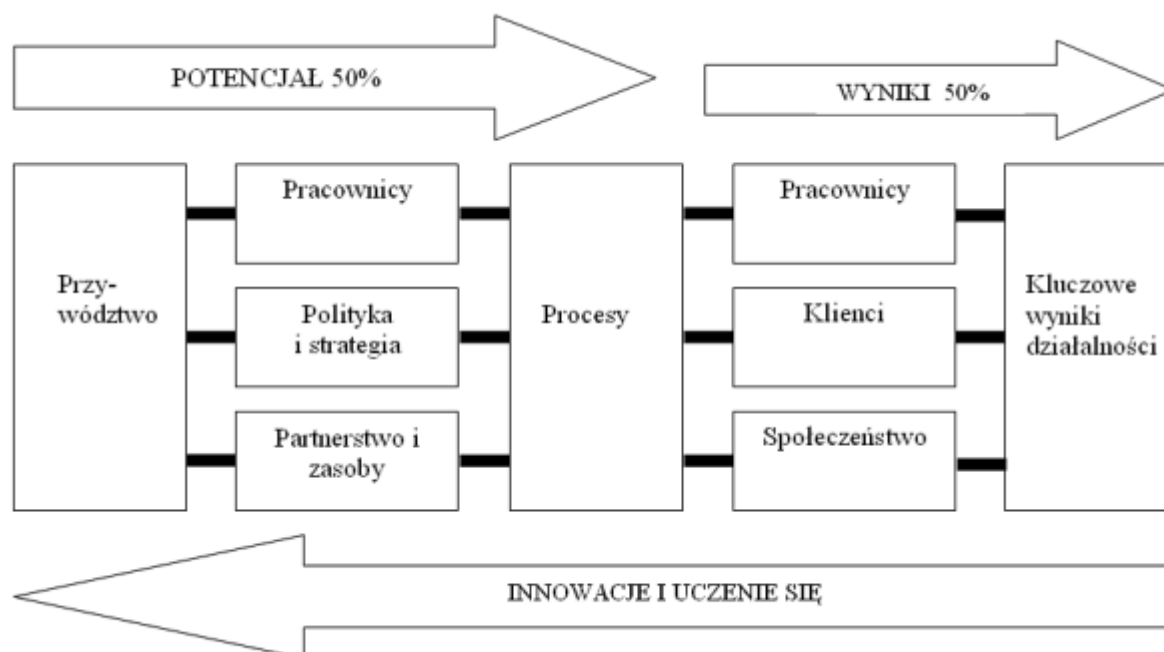 POTENCJAŁ 50%
WYNIKI 50%
Przy-
wództwo
Pracownicy
Polityka
i strategia
Partnerstwo i
zasoby
Procesy
Pracownicy
Klienci
Społeczeństwo
Kluczowe
wyniki
działalności
INNOWACJE I UCZENIE SIĘ